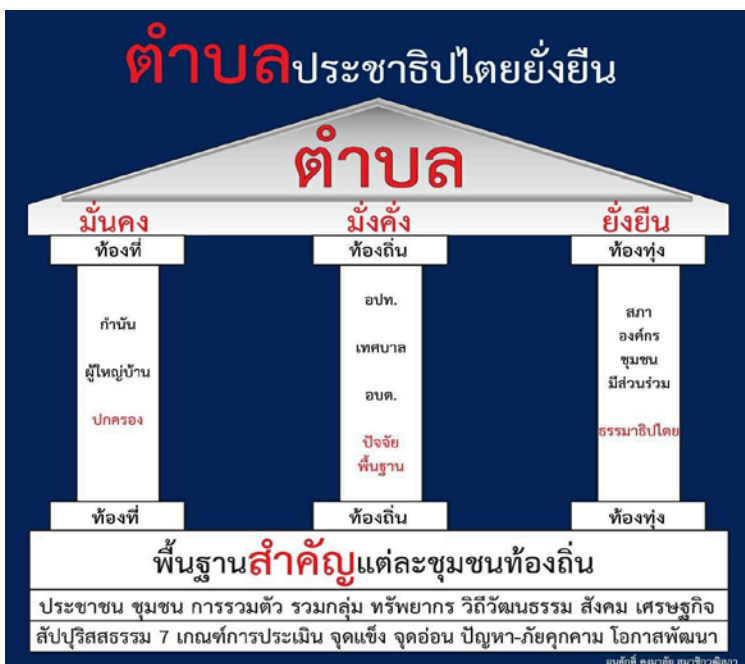 ตำบลประชาธิปไตยยั่งยืน
ตำบล
มั่นคง มั่งคั่ง ยั่งยืน
ท้องที่ ท้องถิ่น ท้องทุ่ง
กำนัน
ผู้ใหญ่บ้าน
ปกครอง
อปท.
เทศบาล
อบต.
ปัจจัย
พื้นฐาน
สภา
องค์กร
ชุมชน
มีส่วนร่วม
ธรรมาธิปไตย
ท้องที่ ท้องถิ่น ท้องทุ่ง
พื้นฐานสำคัญแต่ละชุมชนท้องถิ่น
ประชาชน ชุมชน การรวมตัว รวมกลุ่ม ทรัพยากร วิถีวัฒนธรรม สังคม เศรษฐกิจ
สัปปุริสสธรรม 7 เกณฑ์การประเมิน จุดแข็ง จุดอ่อน ปัญหา-ภัยคุกคาม โอกาสพัฒนา